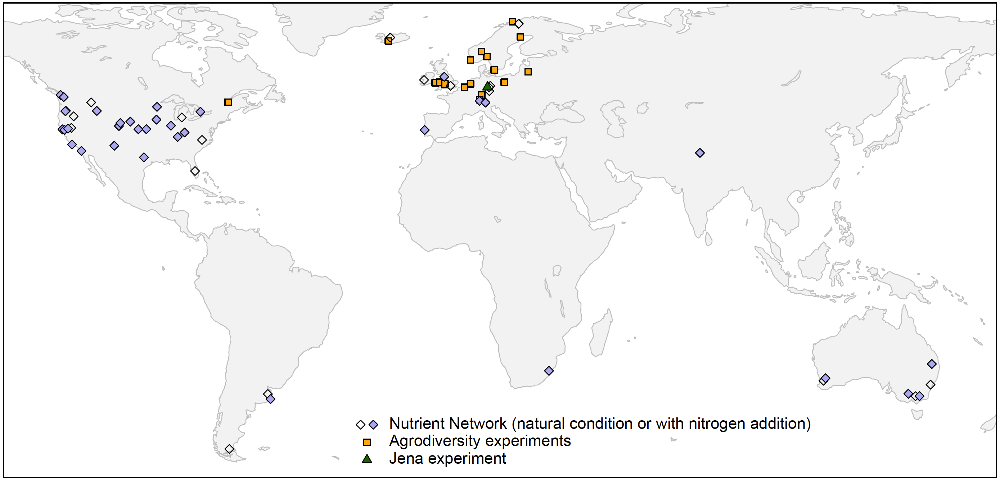 Nutrient Network (natural condition or with nitrogen addition)
Agrodiversity experiments
Jena experiment